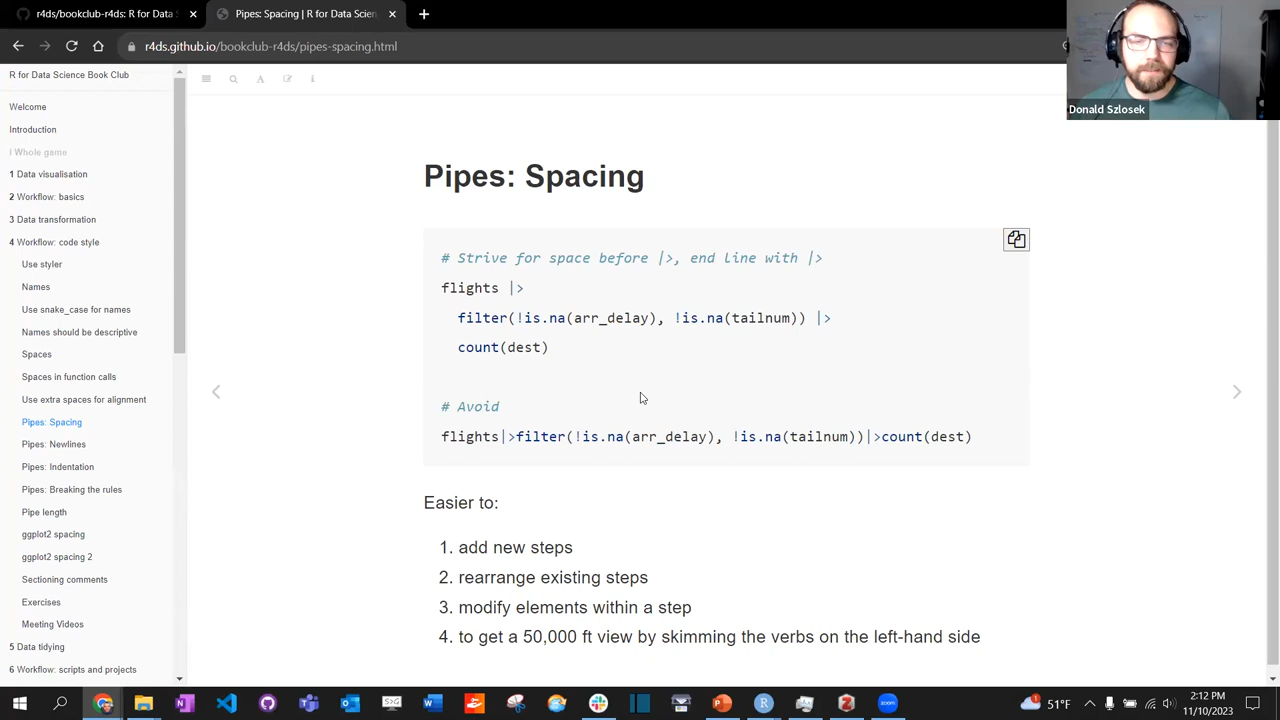 r4ds/bookclub-r4ds: R for Data S
Pipes: Spacing | R for Data Scien
r4ds.github.io/bookclub-r4ds/pipes-spacing.html
Donald Szlosek
R for Data Science Book Club
Welcome
Introduction
I Whole game
1 Data visualisation
2 Workflow: basics
3 Data transformation
4 Workflow: code style
Use styler
Names
Use snake_case for names
Names should be descriptive
Spaces
Spaces in function calls
Use extra spaces for alignment
Pipes: Spacing
Pipes: Newlines
Pipes: Indentation
Pipes: Breaking the rules
Pipe length
ggplot2 spacing
ggplot2 spacing 2
Sectioning comments
Exercises
Meeting Videos
5 Data tidying
6 Workflow: scripts and projects
Pipes: Spacing
# Strive for space before |>, end line with |>
flights |>
filter(!is.na(arr_delay), !is.na(tailnum)) |>
count(dest)
# Avoid
flights|>filter(!is.na(arr_delay), !is.na(tailnum))|>count(dest)
Easier to:
1. add new steps
2. rearrange existing steps
3. modify elements within a step
4. to get a 50,000 ft view by skimming the verbs on the left-hand side
51°F
2:12 PM
11/10/2023